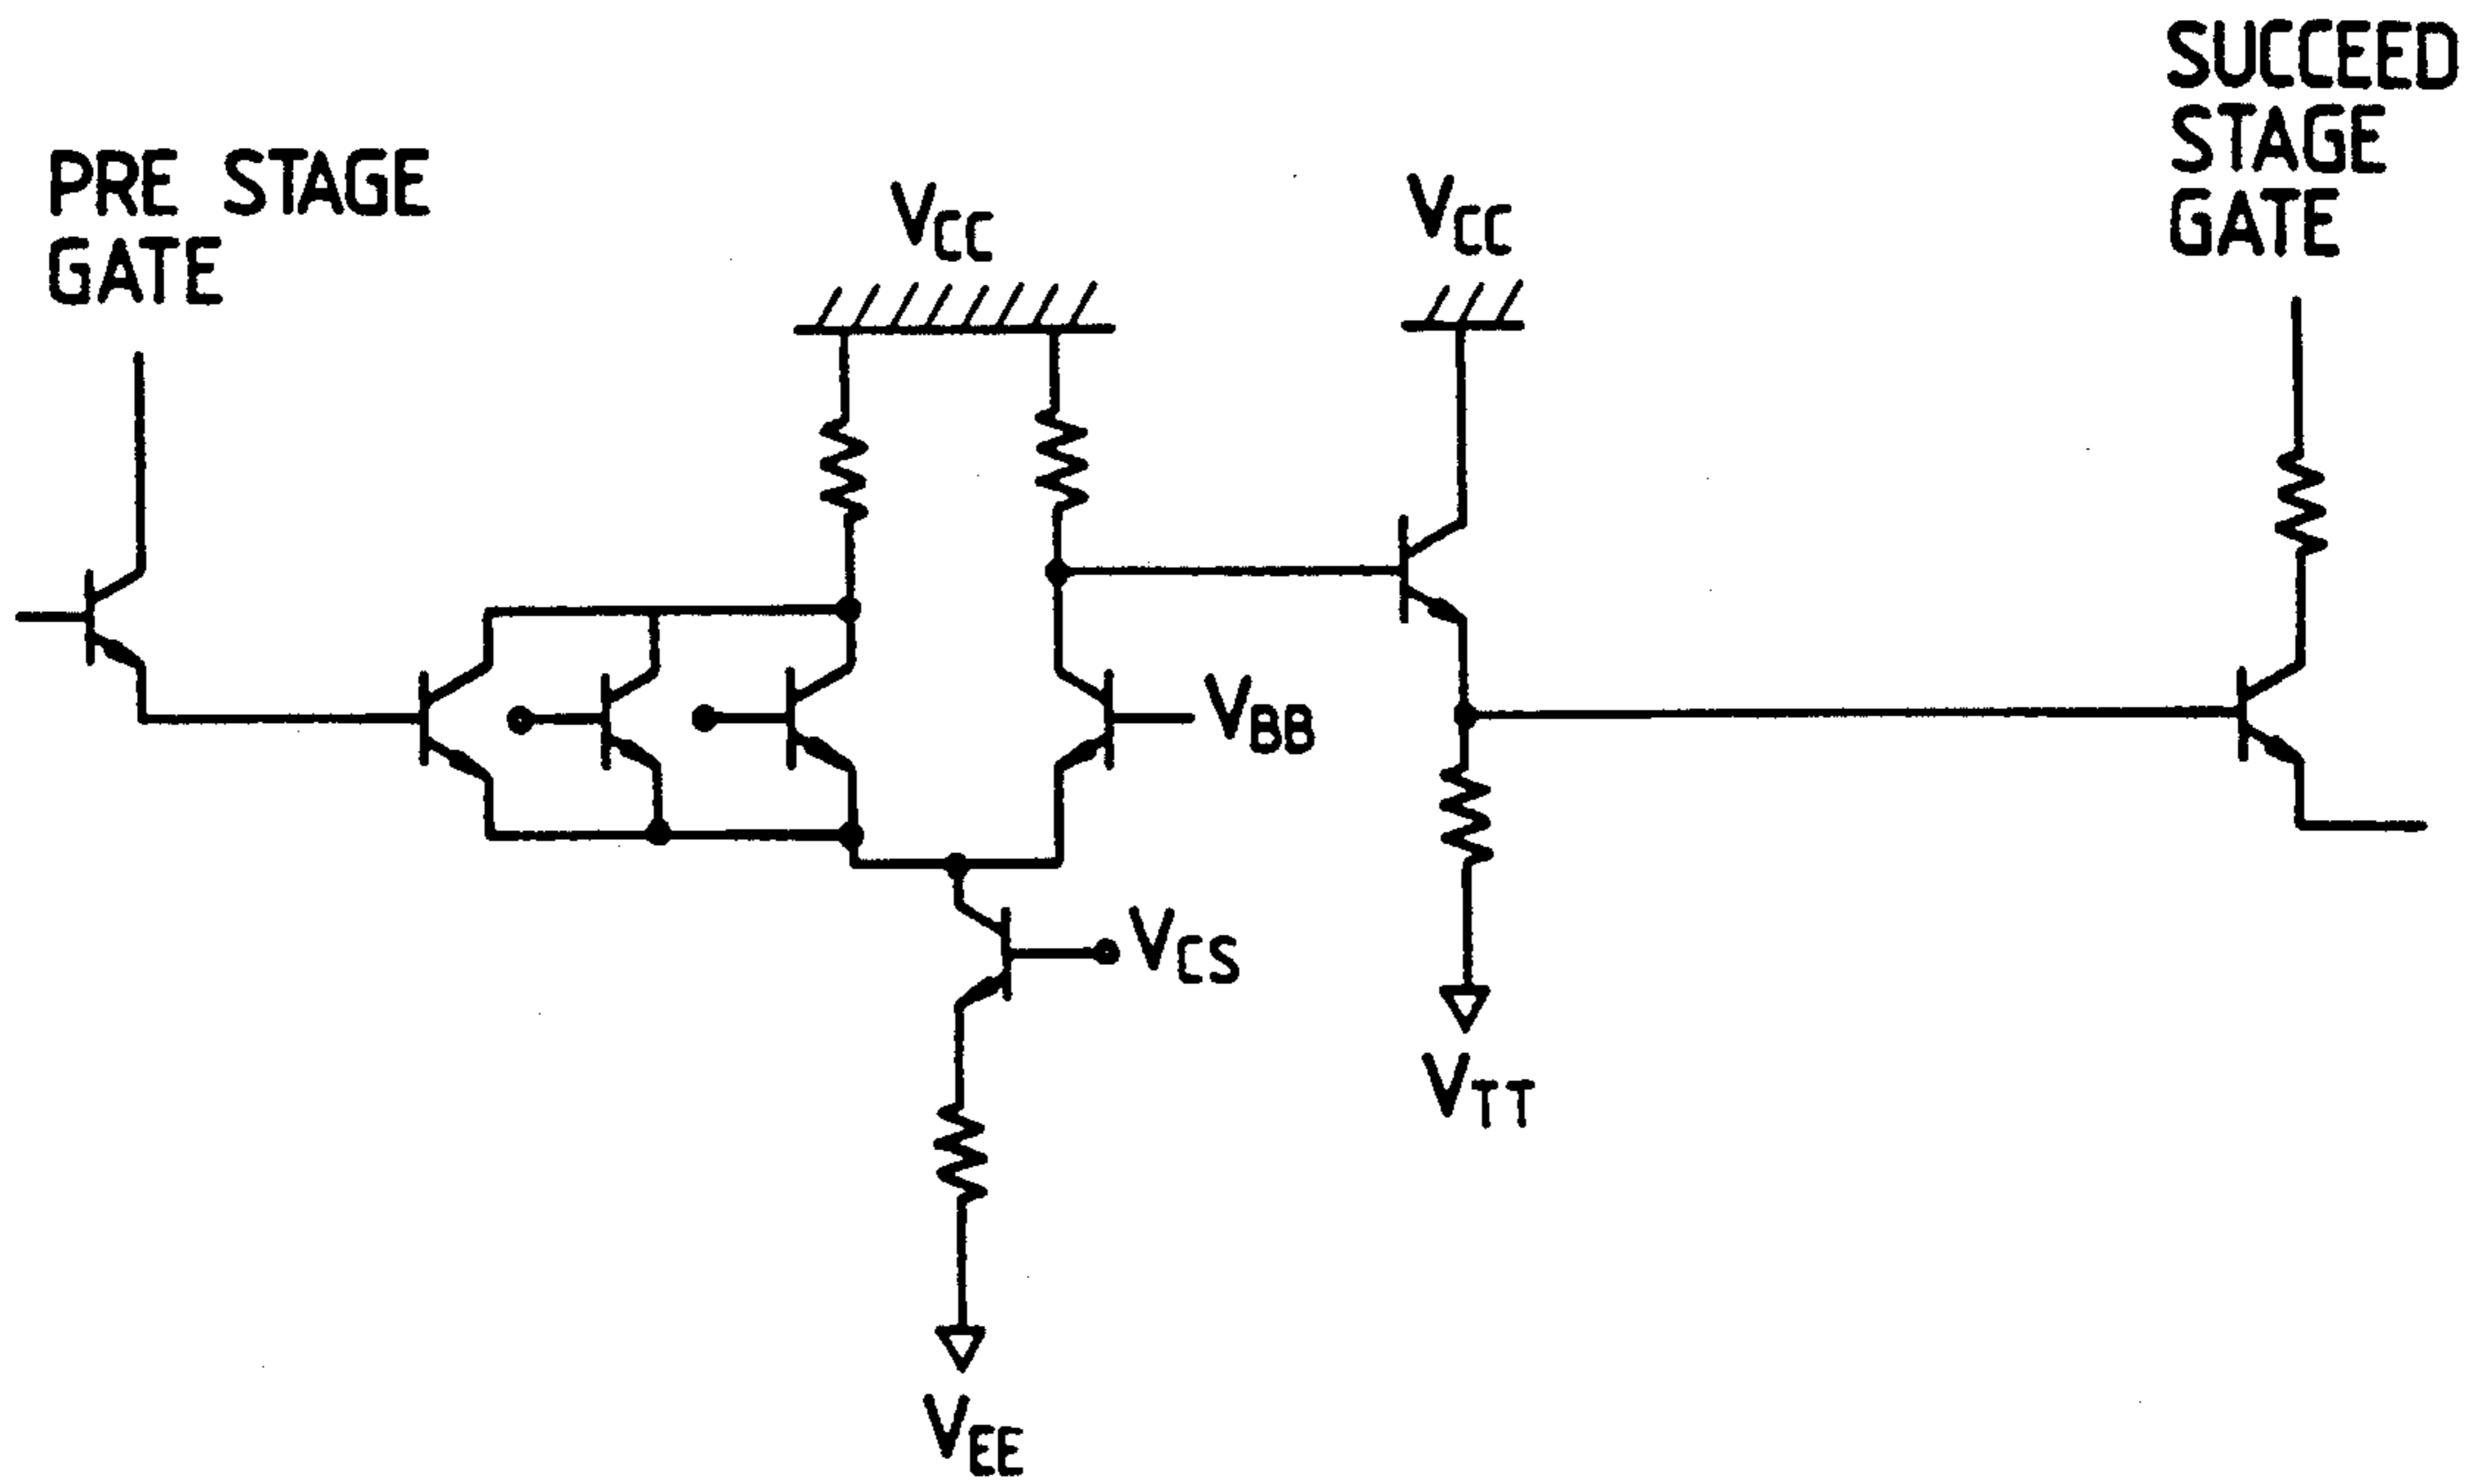 PRE STAGE
GATE
VCC
VCC
SUCCEED
STAGE
GATE
VBB
VCS
VTT
VEE